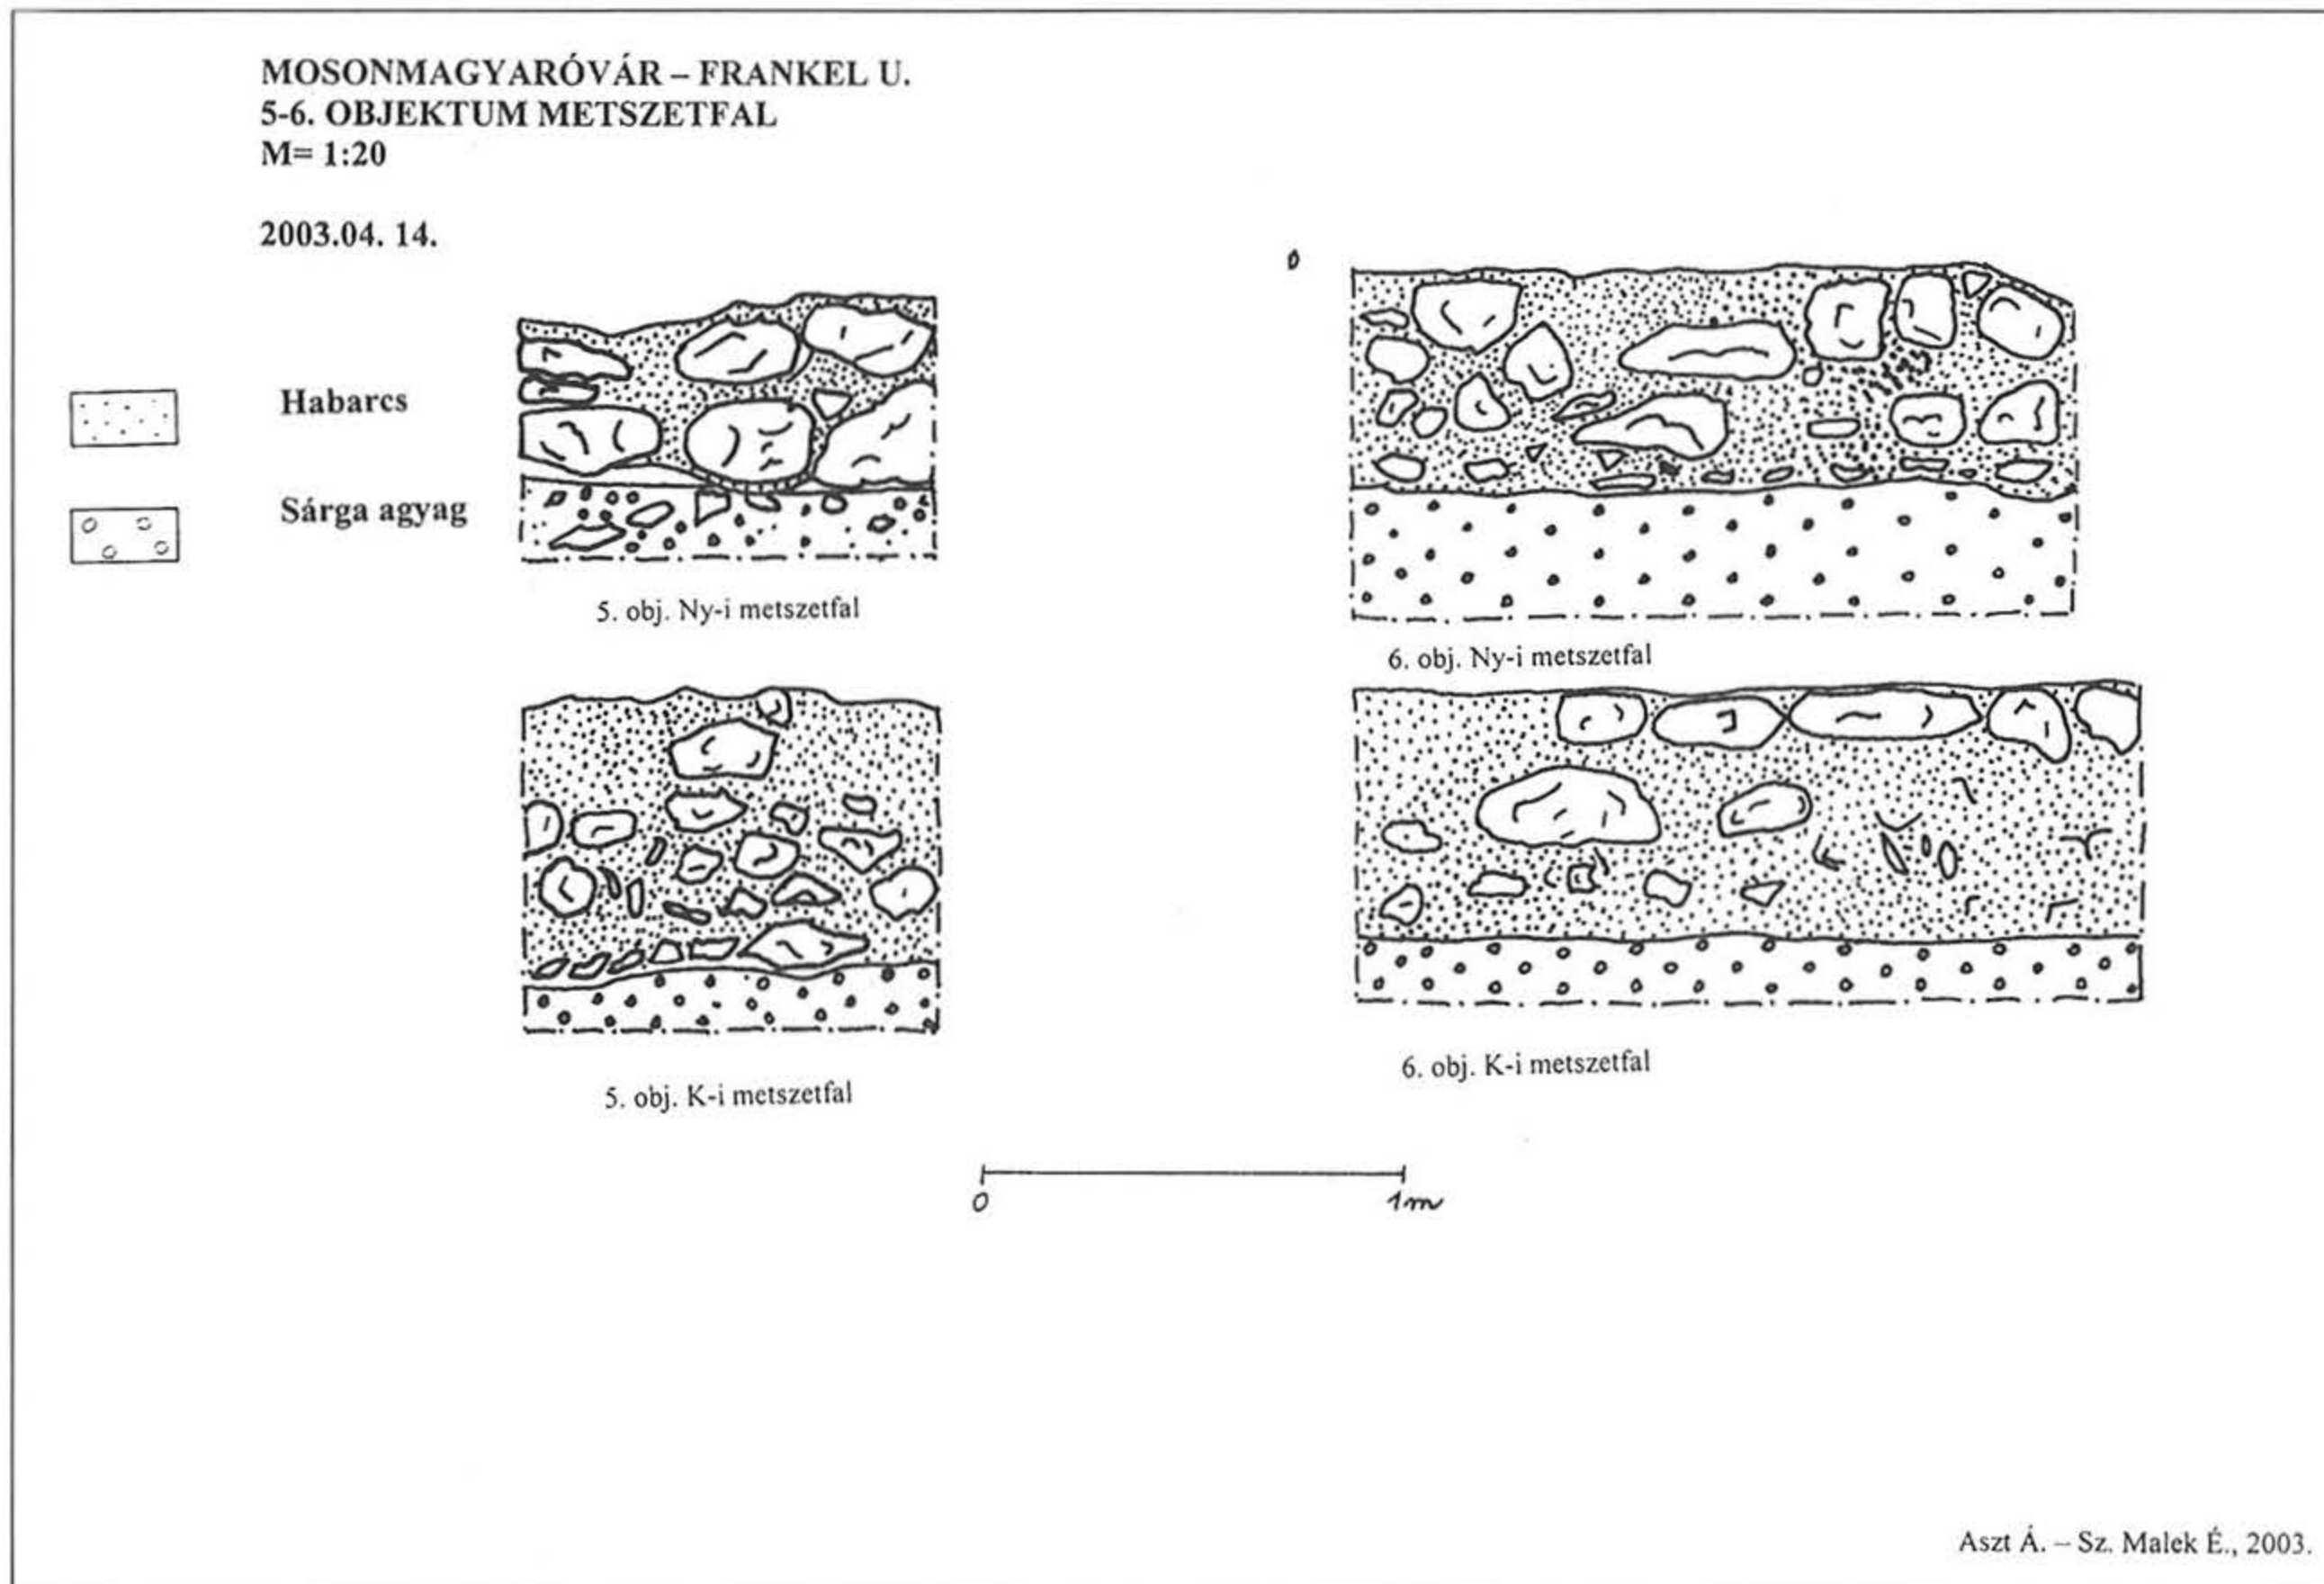 MOSONMAGYARÓVÁR – FRANKEL U.
5-6. OBJEKTUM METSZETFAL
M= 1:20
2003.04. 14.
Habarcs
Sárga agyag
5. obj. Ny-i metszetfal
6. obj. Ny-i metszetfal
5. obj. K-i metszetfal
6. obj. K-i metszetfal
0 1m
Aszt Á. – Sz. Malek É., 2003.